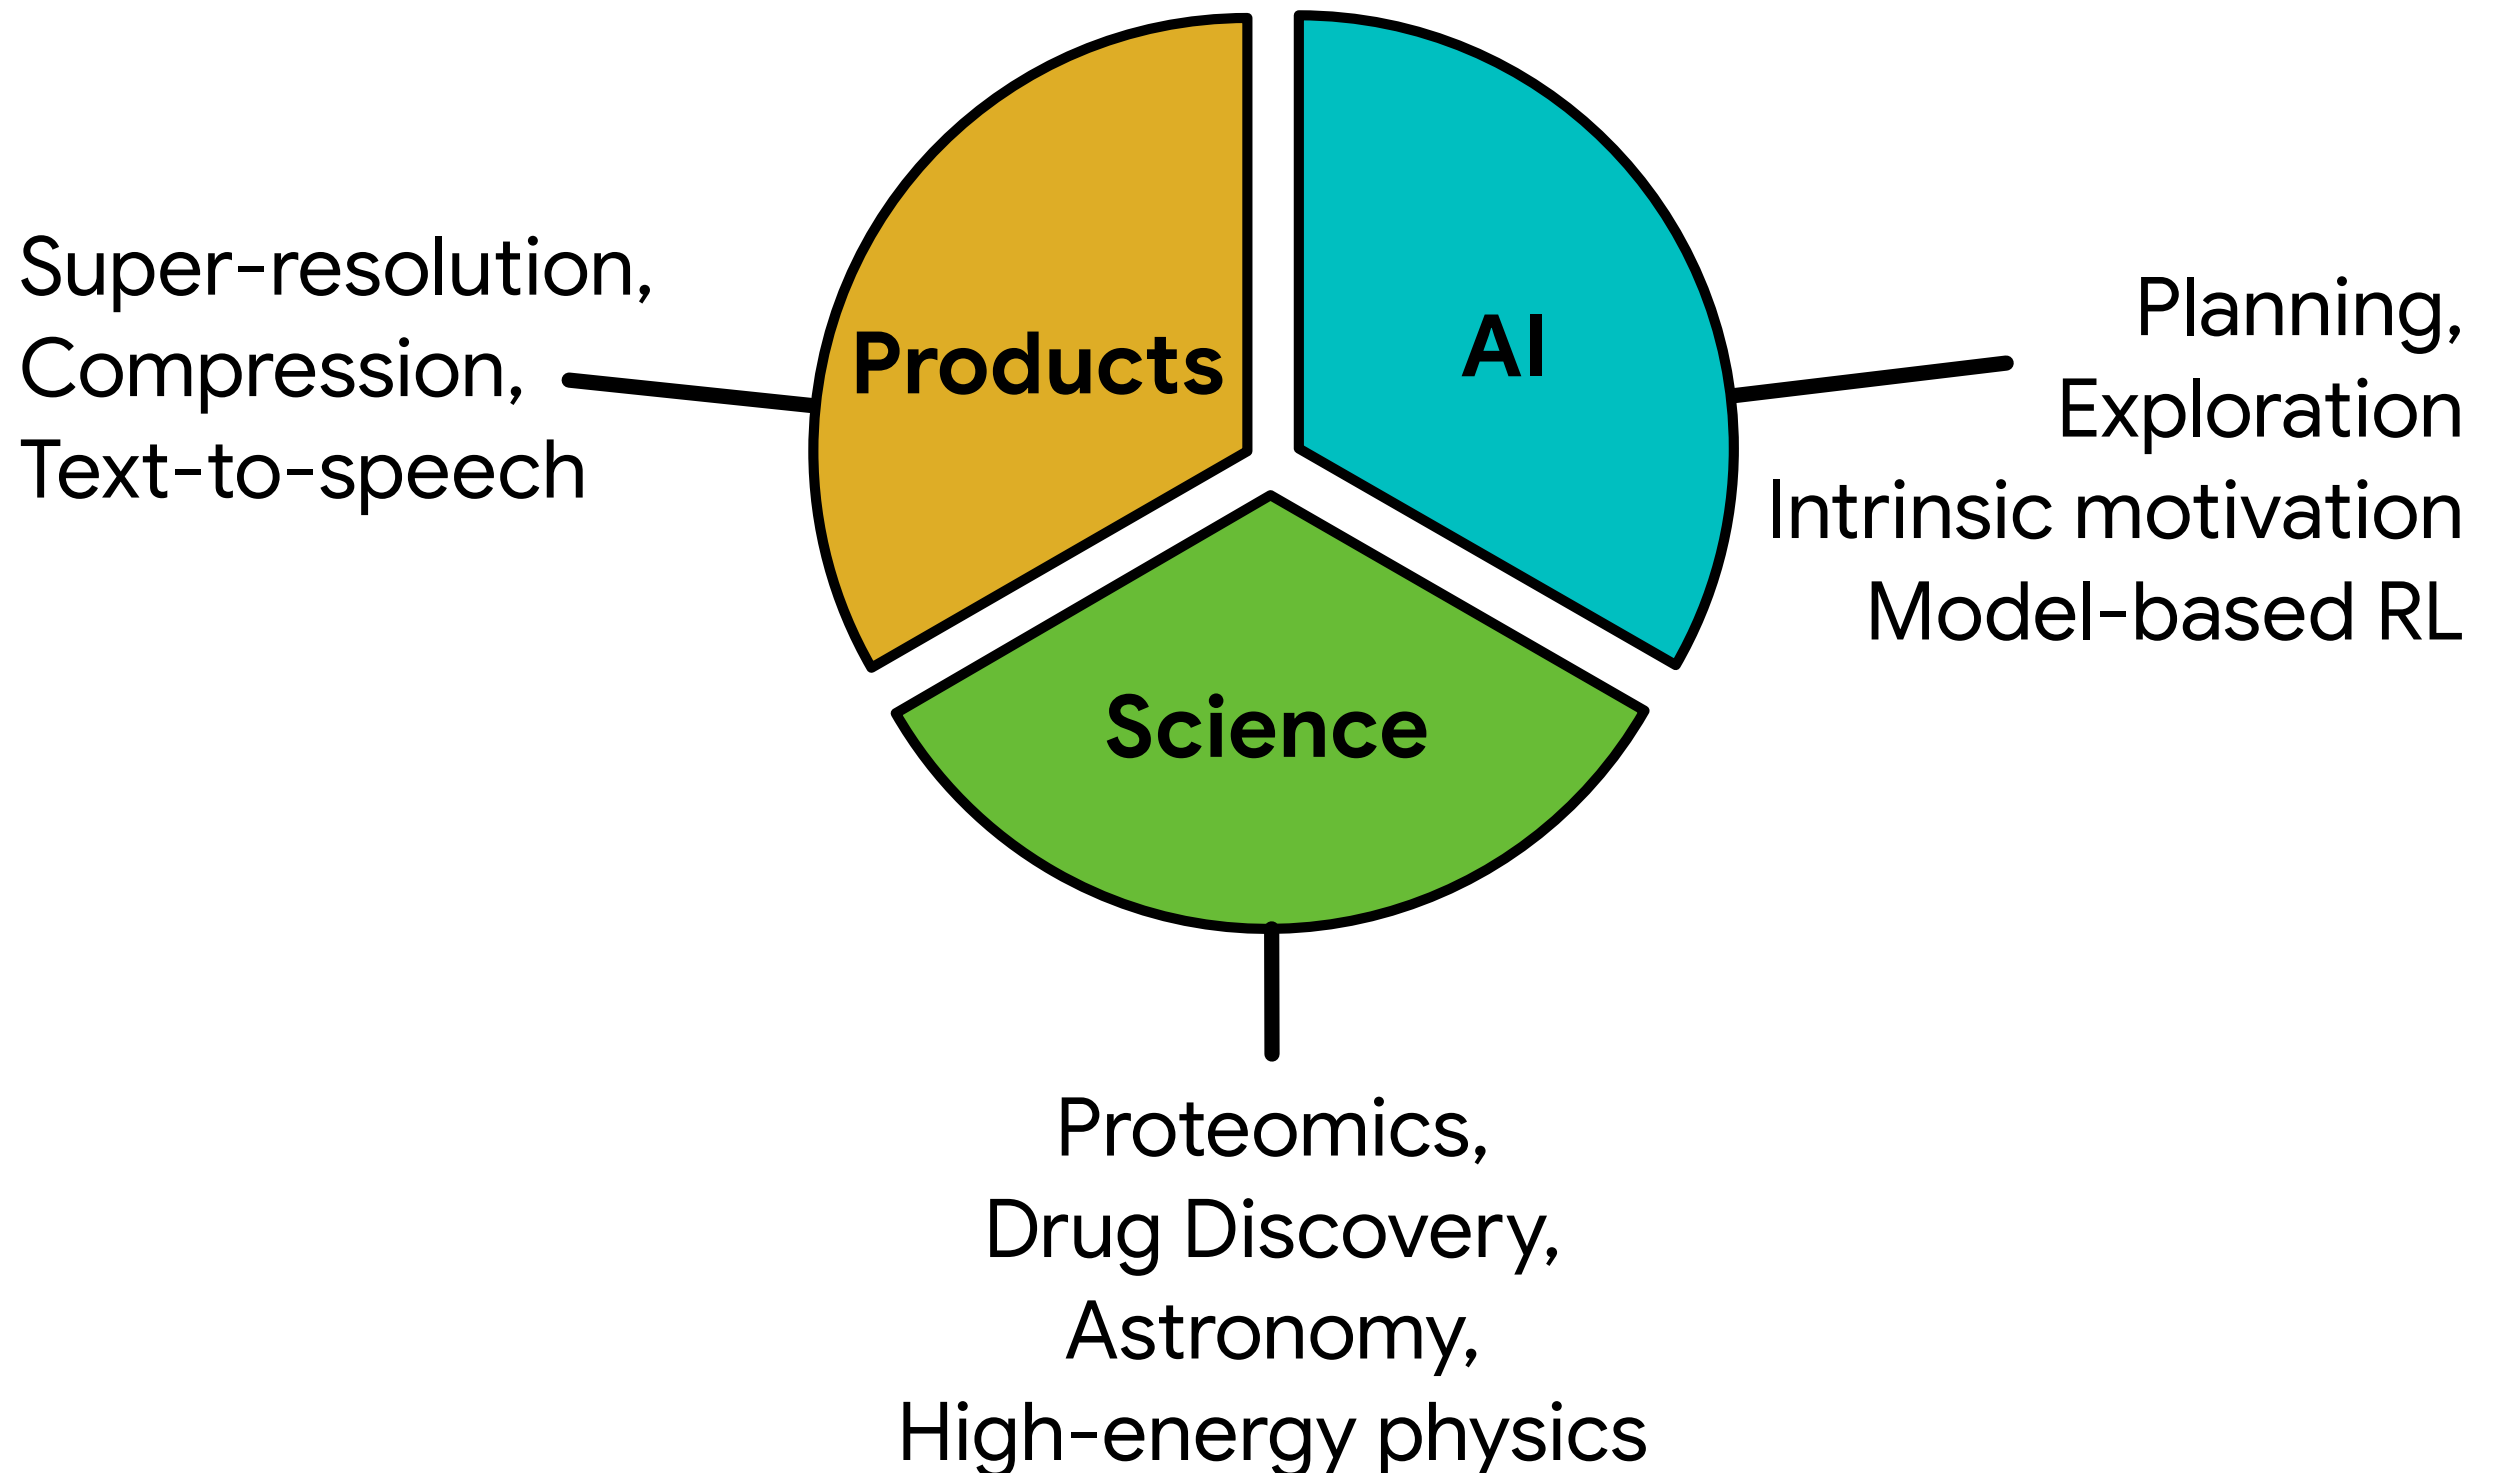 Super-resolution,
Compression,
Text-to-speech
Products
AI
Planning,
Exploration
Intrinsic motivation
Model-based RL
Science
Proteomics,
Drug Discovery,
Astronomy,
High-energy physics